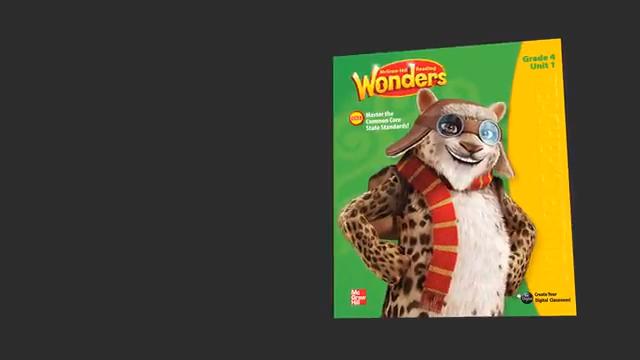 Grade 4
Unit 1
McGraw-Hill Reading
Wonders
CCSS
Master the
Common Core
State Standards!
Mc
Graw
Hill
Create Your
Digital Classroom!